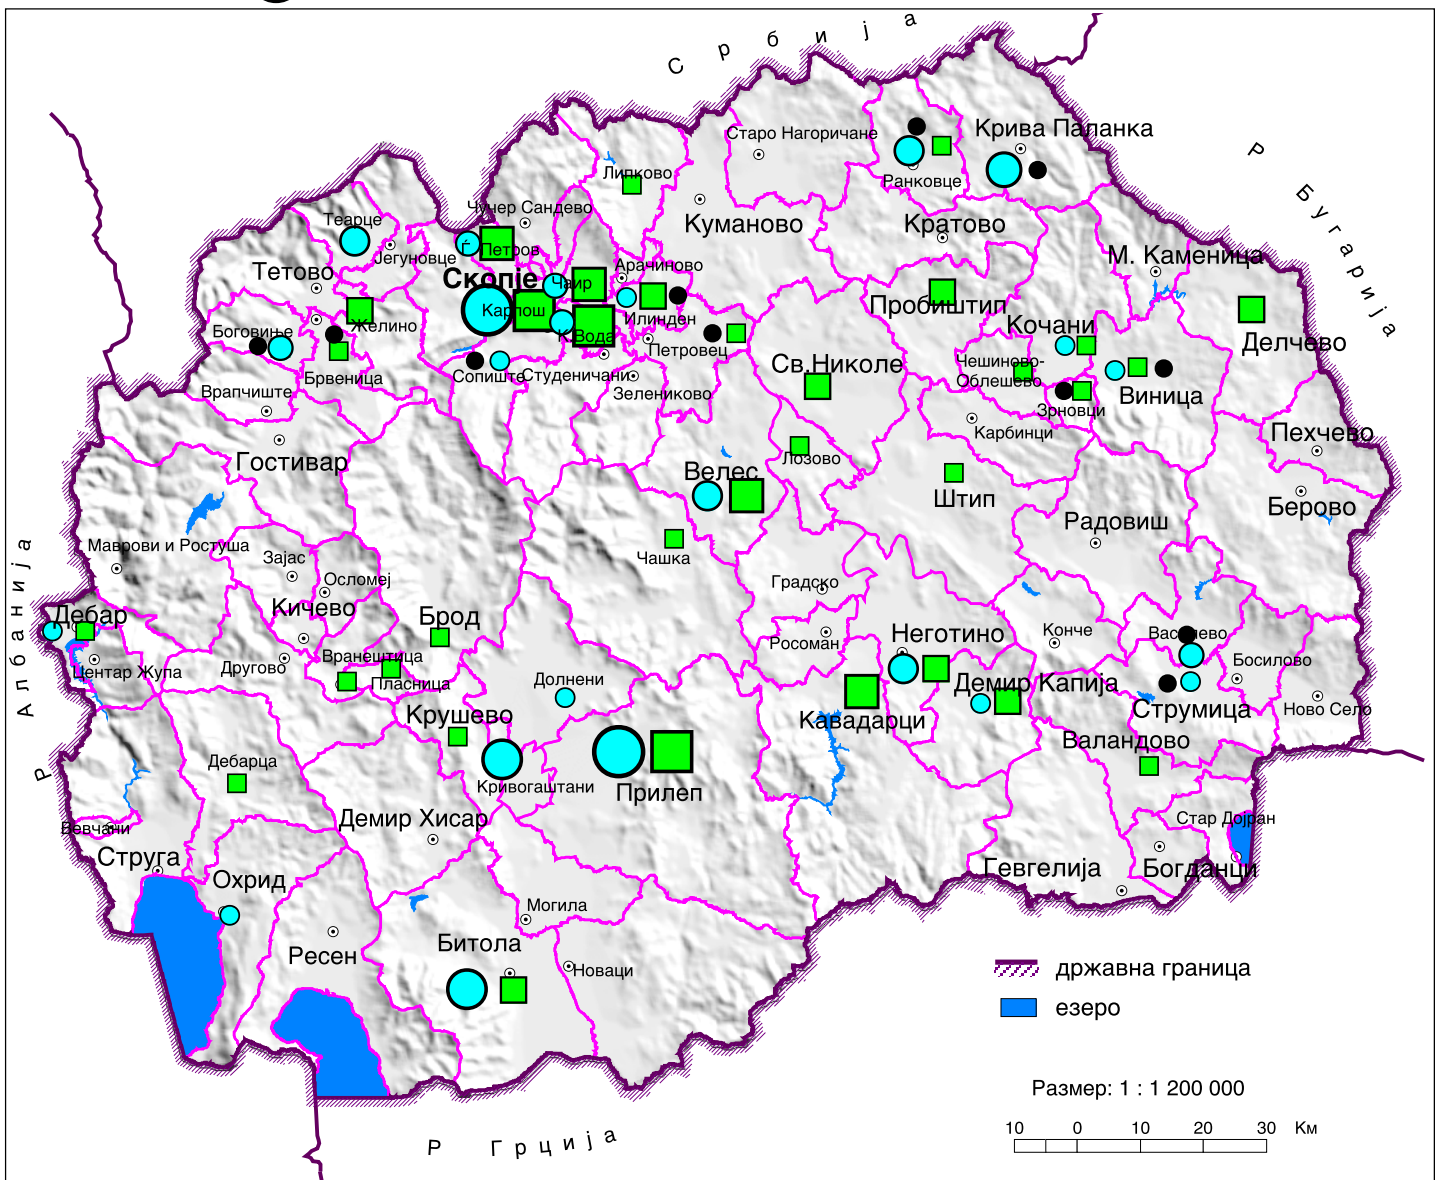 Србија
Р Бугарија
Р Албанија
Р Грција
Старо Нагоричане
Крива Паланка
Ранковце
Липково
Куманово
Кратово
Чучер Сандево
Теарце
Јегуновце
Ѓ Петров
Тетово
Скопје
Чаир
Арачиново
М. Каменица
Карпош
К Вода
Илинден
Пробиштип
Желино
Боговиње
Петровец
Кочани
Делчево
Брвеница
Сопиште
Студеничани
Св.Николе
Чешиново-
Облешево
Зелениково
Врапчиште
Виница
Зрновци
Карбинци
Пехчево
Гостивар
Лозово
Велес
Штип
Берово
Радовиш
Маврови и Ростуша
Зајас
Чашка
Осломеј
Градско
Кичево
Дебар
Брод
Неготино
Конче
Василево
Росоман
Вранештица
Другово
Центар Жупа
Пласница
Долнени
Босилово
Демир Капија
Струмица
Ново Село
Крушево
Кавадарци
Валандово
Дебарца
Кривогаштани
Прилеп
Демир Хисар
Вевчани
Стар Дојран
Струга
Охрид
Гевгелија
Богданци
Могила
Битола
Ресен
Новаци
државна граница
езеро
Размер: 1 : 1 200 000
10 0 10 20 30 Км